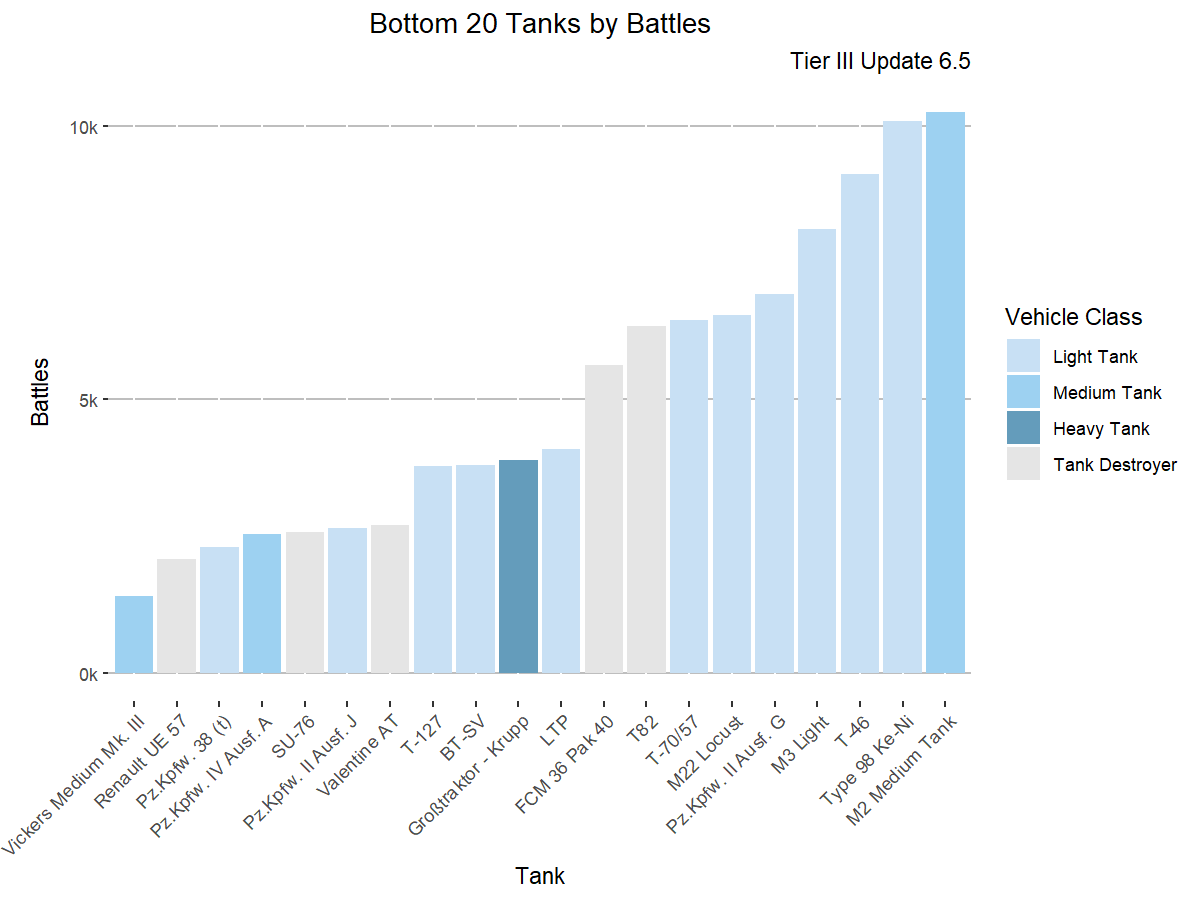 Bottom 20 Tanks by Battles
Tier III Update 6.5
10k
5k
0k
Battles
Vickers Medium Mk. III
Renault UE 57
Pz.Kpfw. 38 (t)
Pz.Kpfw. IV Ausf. A
SU-76
Pz.Kpfw. II Ausf. J
Valentine AT
T-127
BT-SV
Großtraktor - Krupp
LTP
FCM 36 Pak 40
T82
T-70/57
M22 Locust
Pz.Kpfw. II Ausf. G
M3 Light
T-46
Type 98 Ke-Ni
M2 Medium Tank
Tank
Vehicle Class
Light Tank
Medium Tank
Heavy Tank
Tank Destroyer